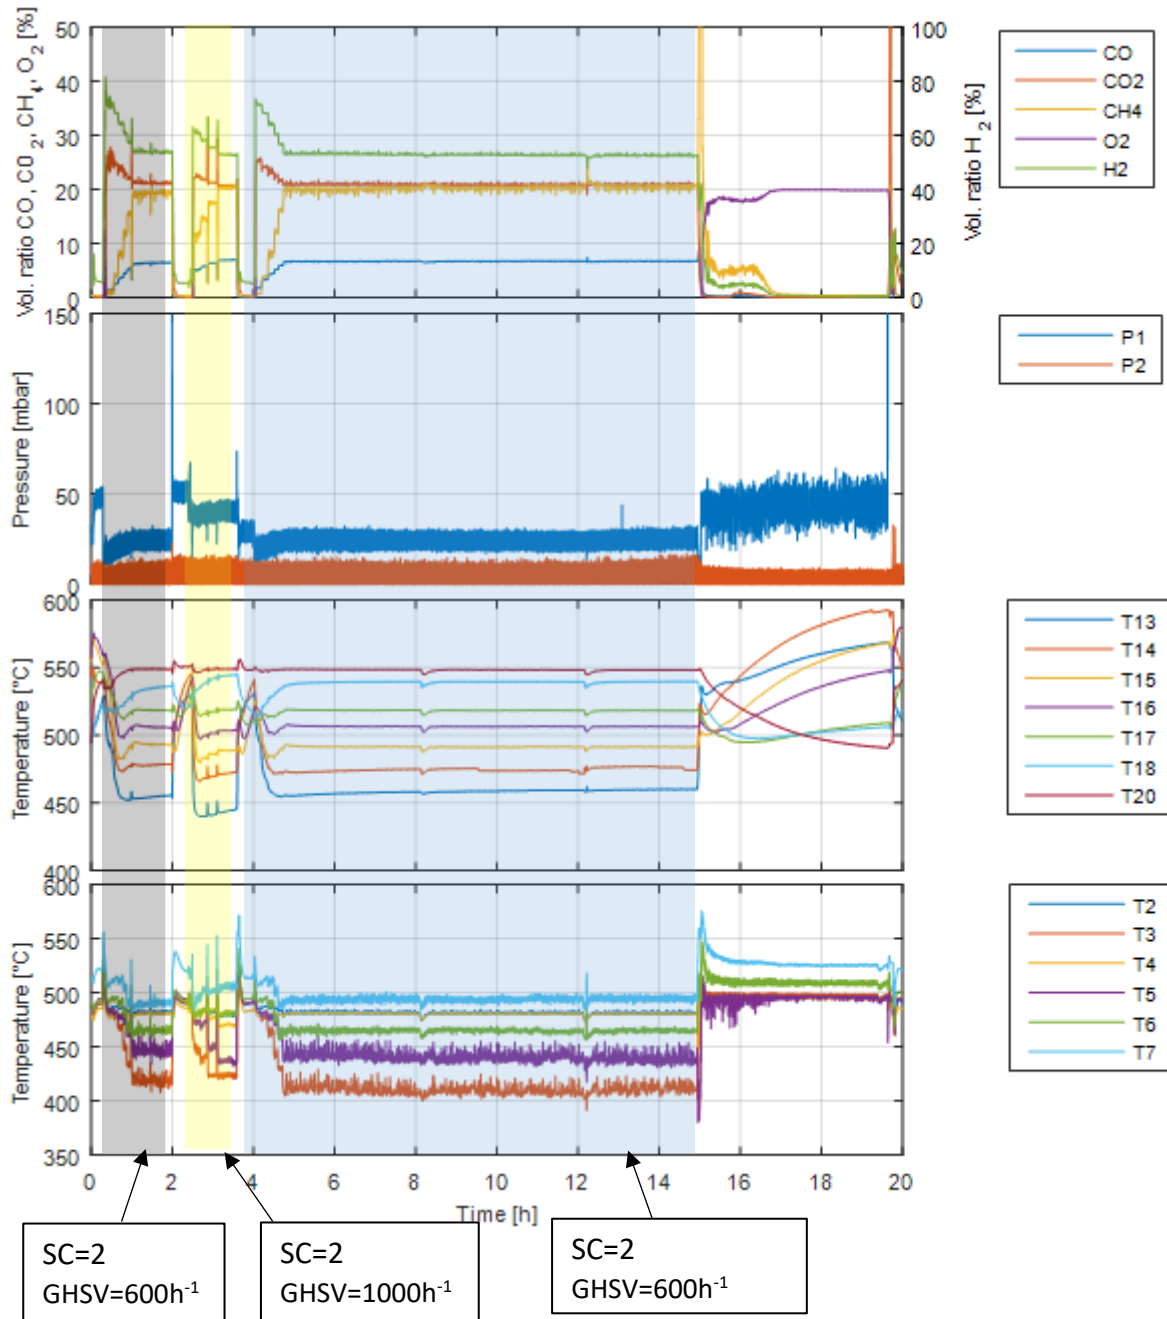 Vol. ratio CO, CO2, CH4, O2 [%]
50
40
30
20
10
0
100
80
60
40
20
0
Vol. ratio H2 [%]
CO
CO2
CH4
O2
H2
Pressure [mbar]
150
100
50
0
P1
P2
Temperature [°C]
600
550
500
450
400
T13
T14
T15
T16
T17
T18
T20
Temperature [°C]
600
550
500
450
400
350
T2
T3
T4
T5
T6
T7
0 2 4 6 8 10 12 14 16 18 20
Time [h]
SC=2
GHSV=600h-1
SC=2
GHSV=1000h-1
SC=2
GHSV=600h-1